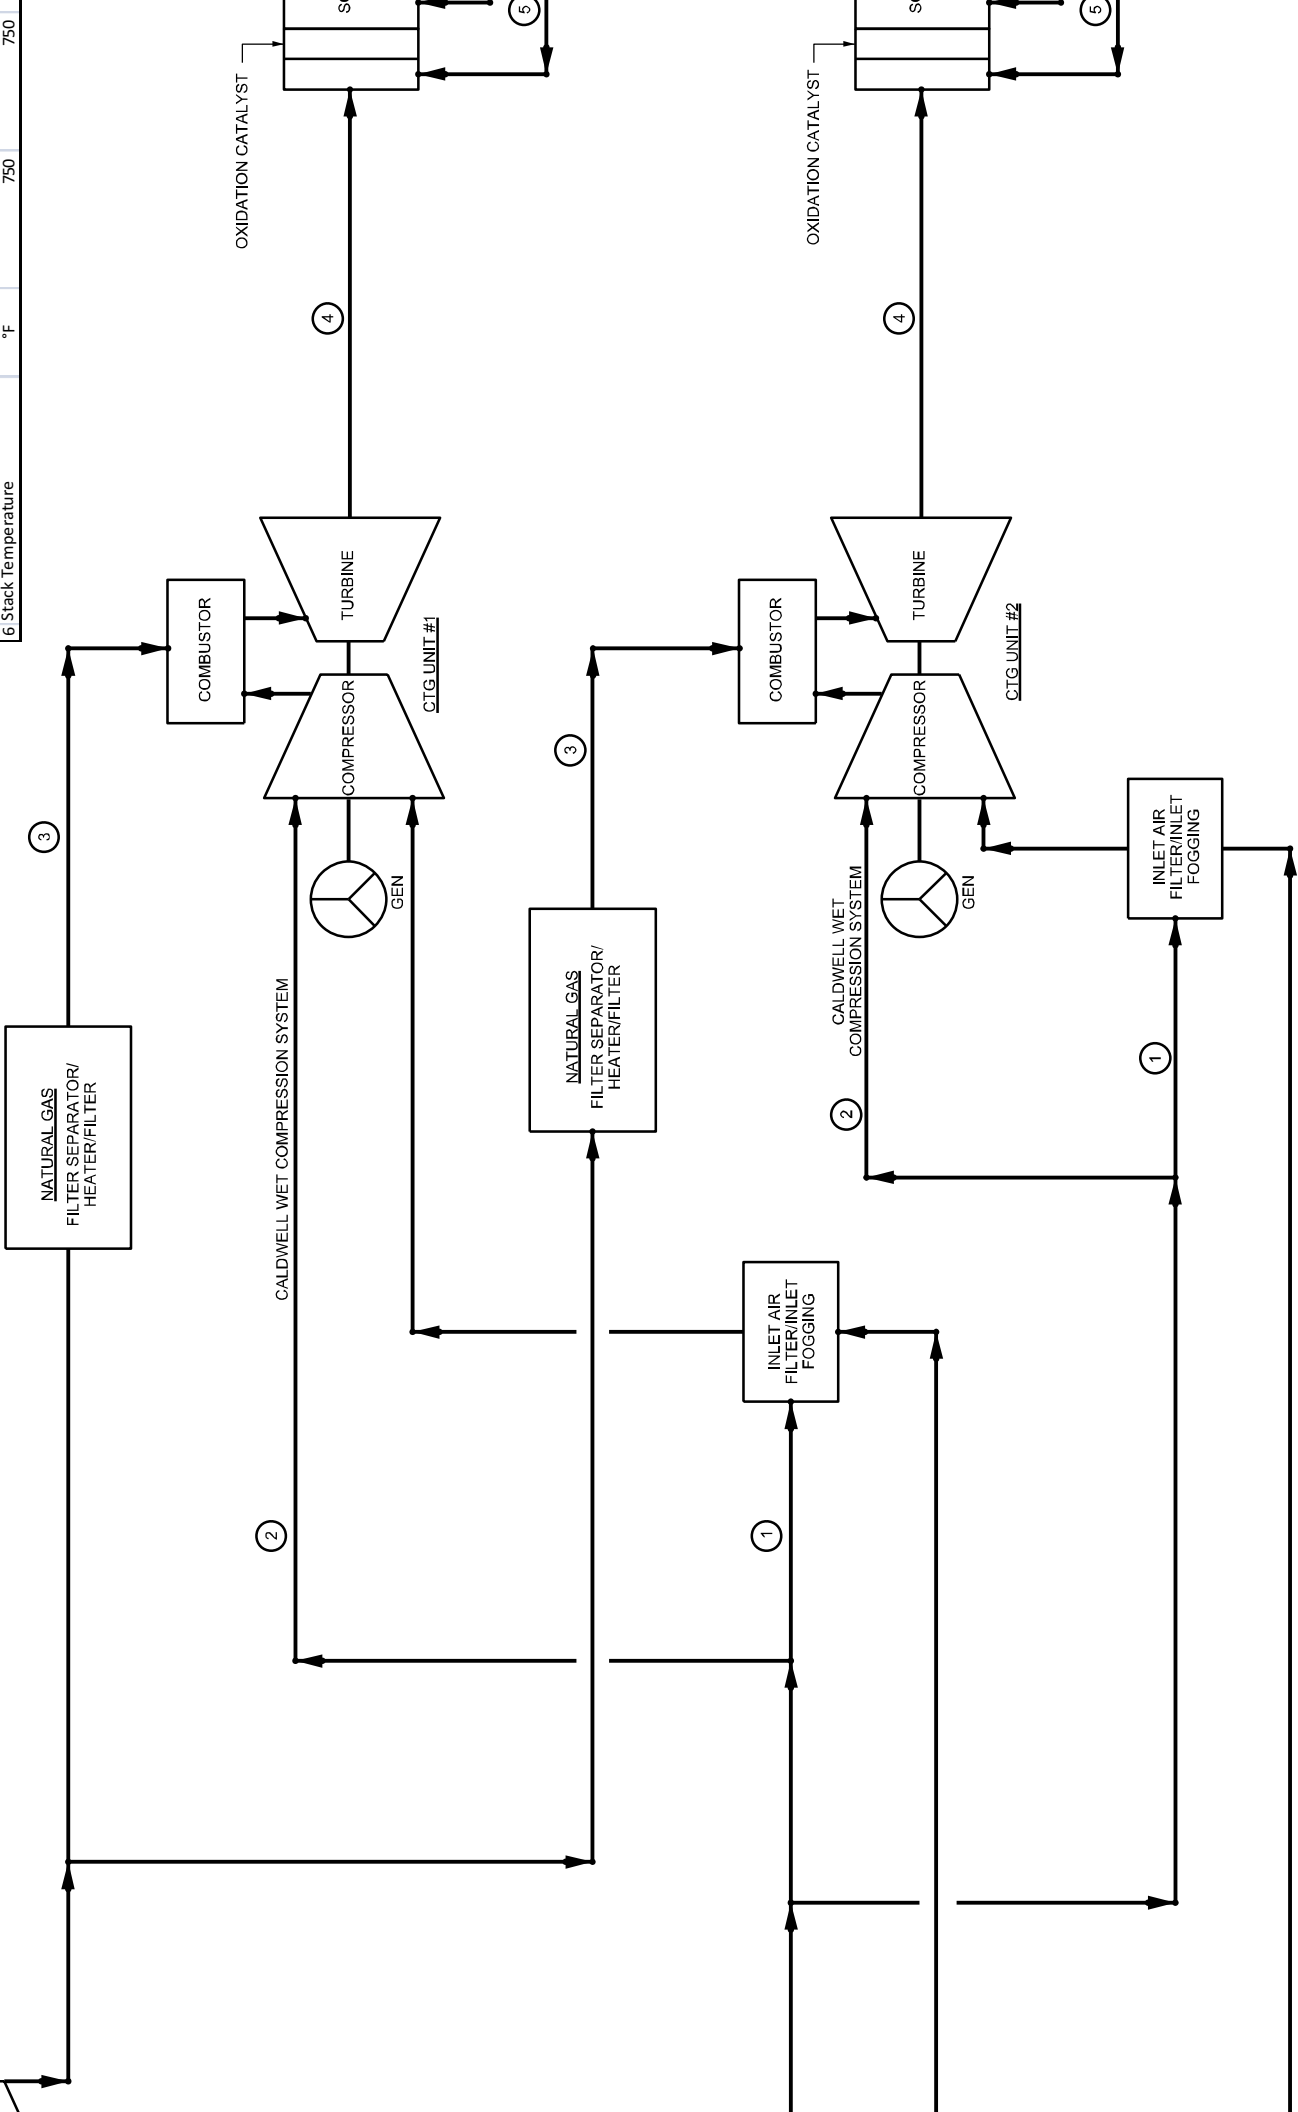 6 Stack Temperature °F 750 750
3
NATURAL GAS
FILTER SEPARATOR/
HEATER/FILTER
COMBUSTOR
OXIDATION CATALYST
2
CALDWELL WET COMPRESSION SYSTEM
4
COMPRESSOR
TURBINE
GEN
CTG UNIT #1
5
3
NATURAL GAS
FILTER SEPARATOR/
HEATER/FILTER
1
INLET AIR
FILTER/INLET
FOGGING
COMBUSTOR
OXIDATION CATALYST
2
CALDWELL WET
COMPRESSION SYSTEM
4
COMPRESSOR
TURBINE
GEN
CTG UNIT #2
5
1
INLET AIR
FILTER/INLET
FOGGING